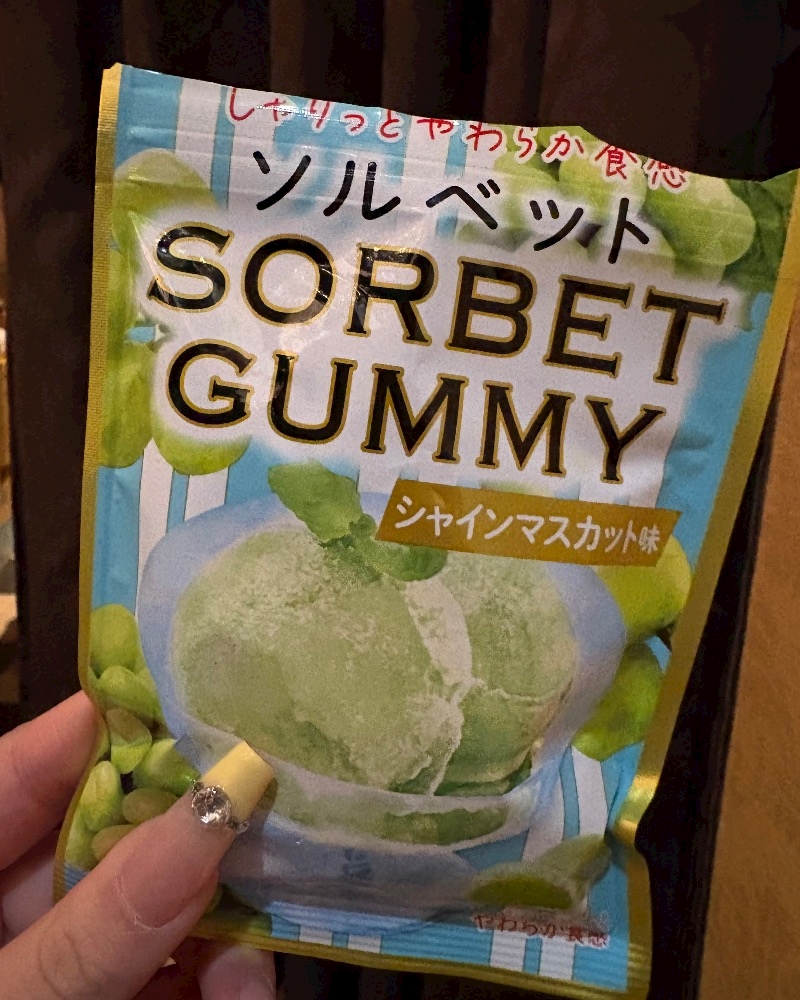 しゃりっとやわらか食感
ソルベット
SORBET
GUMMY
シャインマスカット味
やわらか食感